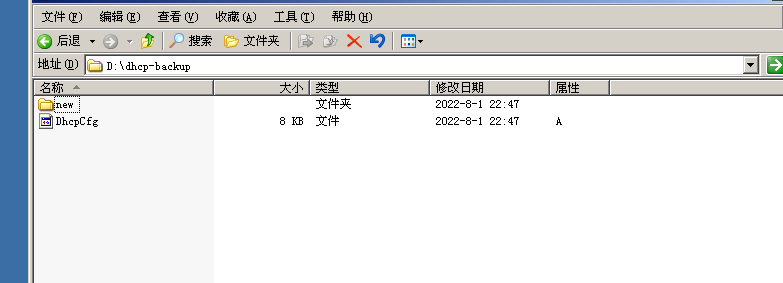 文件(F) 编辑(E) 查看(V) 收藏(A) 工具(T) 帮助(H)
后退 搜索 文件夹
地址(D) D:\dhcp-backup
名称 大小 类型 修改日期 属性
new 文件夹 2022-8-1 22:47
DhcpCfg 8 KB 文件 2022-8-1 22:47 A